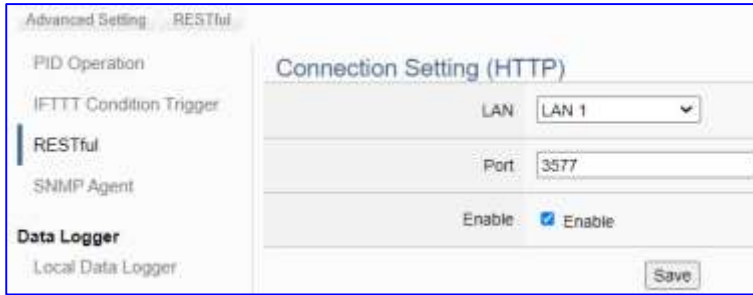 Advanced Setting RESTful
PID Operation
IFTTT Condition Trigger
RESTful
SNMP Agent
Data Logger
Local Data Logger
Connection Setting (HTTP)
LAN LAN 1
Port 3577
Enable Enable
Save